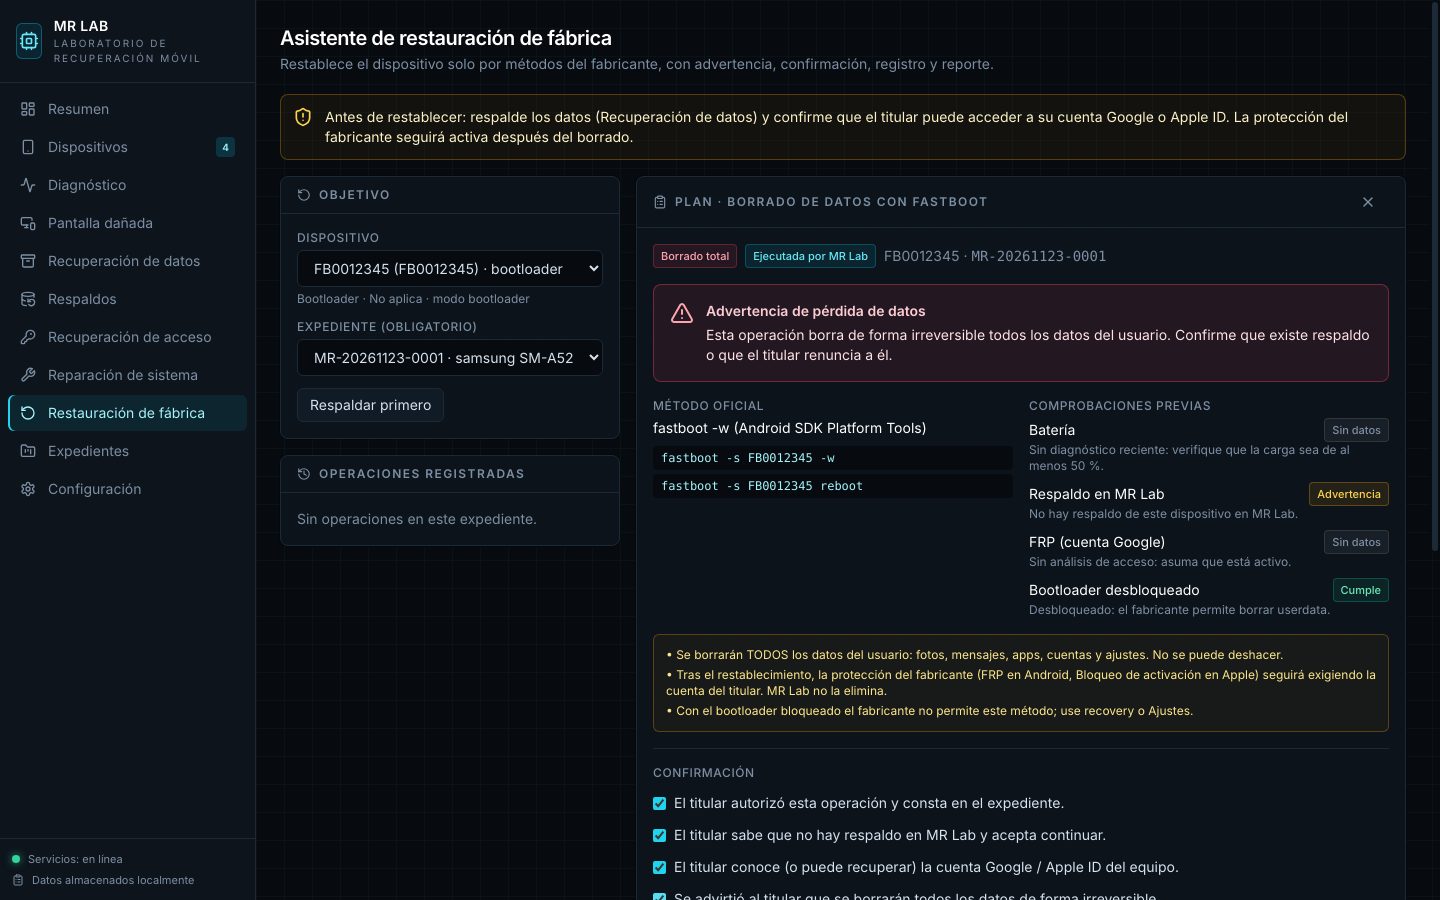 MR LAB
LABORATORIO DE
RECUPERACIÓN MÓVIL
Resumen
Dispositivos
4
Diagnóstico
Pantalla dañada
Recuperación de datos
Respaldos
Recuperación de acceso
Reparación de sistema
Restauración de fábrica
Expedientes
Configuración
Servicios: en línea
Datos almacenados localmente
Asistente de restauración de fábrica
Restablece el dispositivo solo por métodos del fabricante, con advertencia, confirmación, registro y reporte.
Antes de restablecer: respalde los datos (Recuperación de datos) y confirme que el titular puede acceder a su cuenta Google o Apple ID. La protección del
fabricante seguirá activa después del borrado.
OBJETIVO
DISPOSITIVO
FB0012345 (FB0012345) · bootloader
Bootloader · No aplica · modo bootloader
EXPEDIENTE (OBLIGATORIO)
MR-20261123-0001 · samsung SM-A52
Respaldar primero
OPERACIONES REGISTRADAS
Sin operaciones en este expediente.
PLAN · BORRADO DE DATOS CON FASTBOOT
Borrado total
Ejecutada por MR Lab
FB0012345 · MR-20261123-0001
Advertencia de pérdida de datos
Esta operación borra de forma irreversible todos los datos del usuario. Confirme que existe respaldo
o que el titular renuncia a él.
MÉTODO OFICIAL
fastboot -w (Android SDK Platform Tools)
fastboot -s FB0012345 -w
fastboot -s FB0012345 reboot
COMPROBACIONES PREVIAS
Batería
Sin datos
Sin diagnóstico reciente: verifique que la carga sea de al
menos 50 %.
Respaldo en MR Lab
Advertencia
No hay respaldo de este dispositivo en MR Lab.
FRP (cuenta Google)
Sin datos
Sin análisis de acceso: asuma que está activo.
Bootloader desbloqueado
Cumple
Desbloqueado: el fabricante permite borrar userdata.
• Se borrarán TODOS los datos del usuario: fotos, mensajes, apps, cuentas y ajustes. No se puede deshacer.
• Tras el restablecimiento, la protección del fabricante (FRP en Android, Bloqueo de activación en Apple) seguirá exigiendo la
cuenta del titular. MR Lab no la elimina.
• Con el bootloader bloqueado el fabricante no permite este método; use recovery o Ajustes.
CONFIRMACIÓN
El titular autorizó esta operación y consta en el expediente.
El titular sabe que no hay respaldo en MR Lab y acepta continuar.
El titular conoce (o puede recuperar) la cuenta Google / Apple ID del equipo.
Se advirtió al titular que se borrarán todos los datos de forma irreversible.